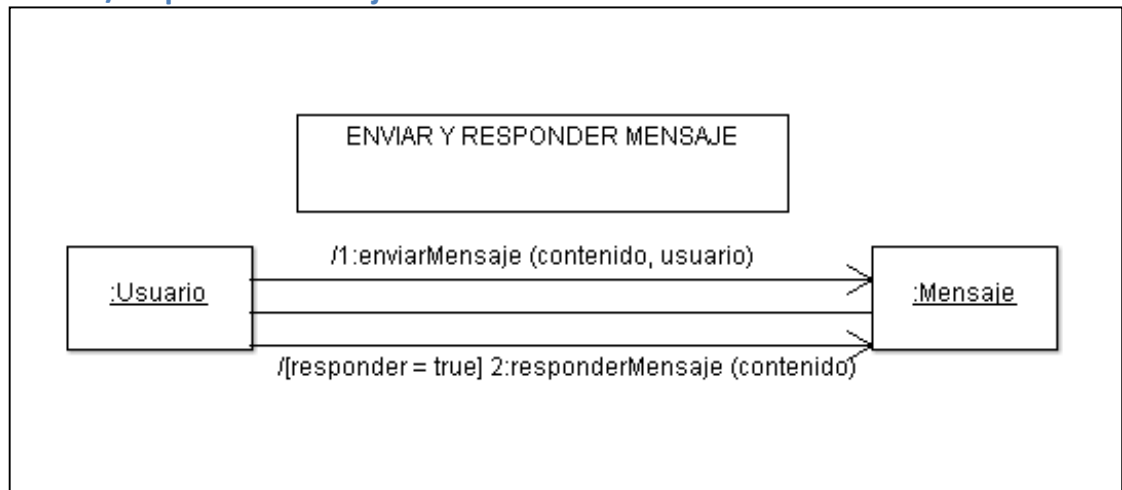 ENVIAR Y RESPONDER MENSAJE
/1:enviarMensaje (contenido, usuario)
:Usuario
:Mensaje
/[responder = true] 2:responderMensaje (contenido)